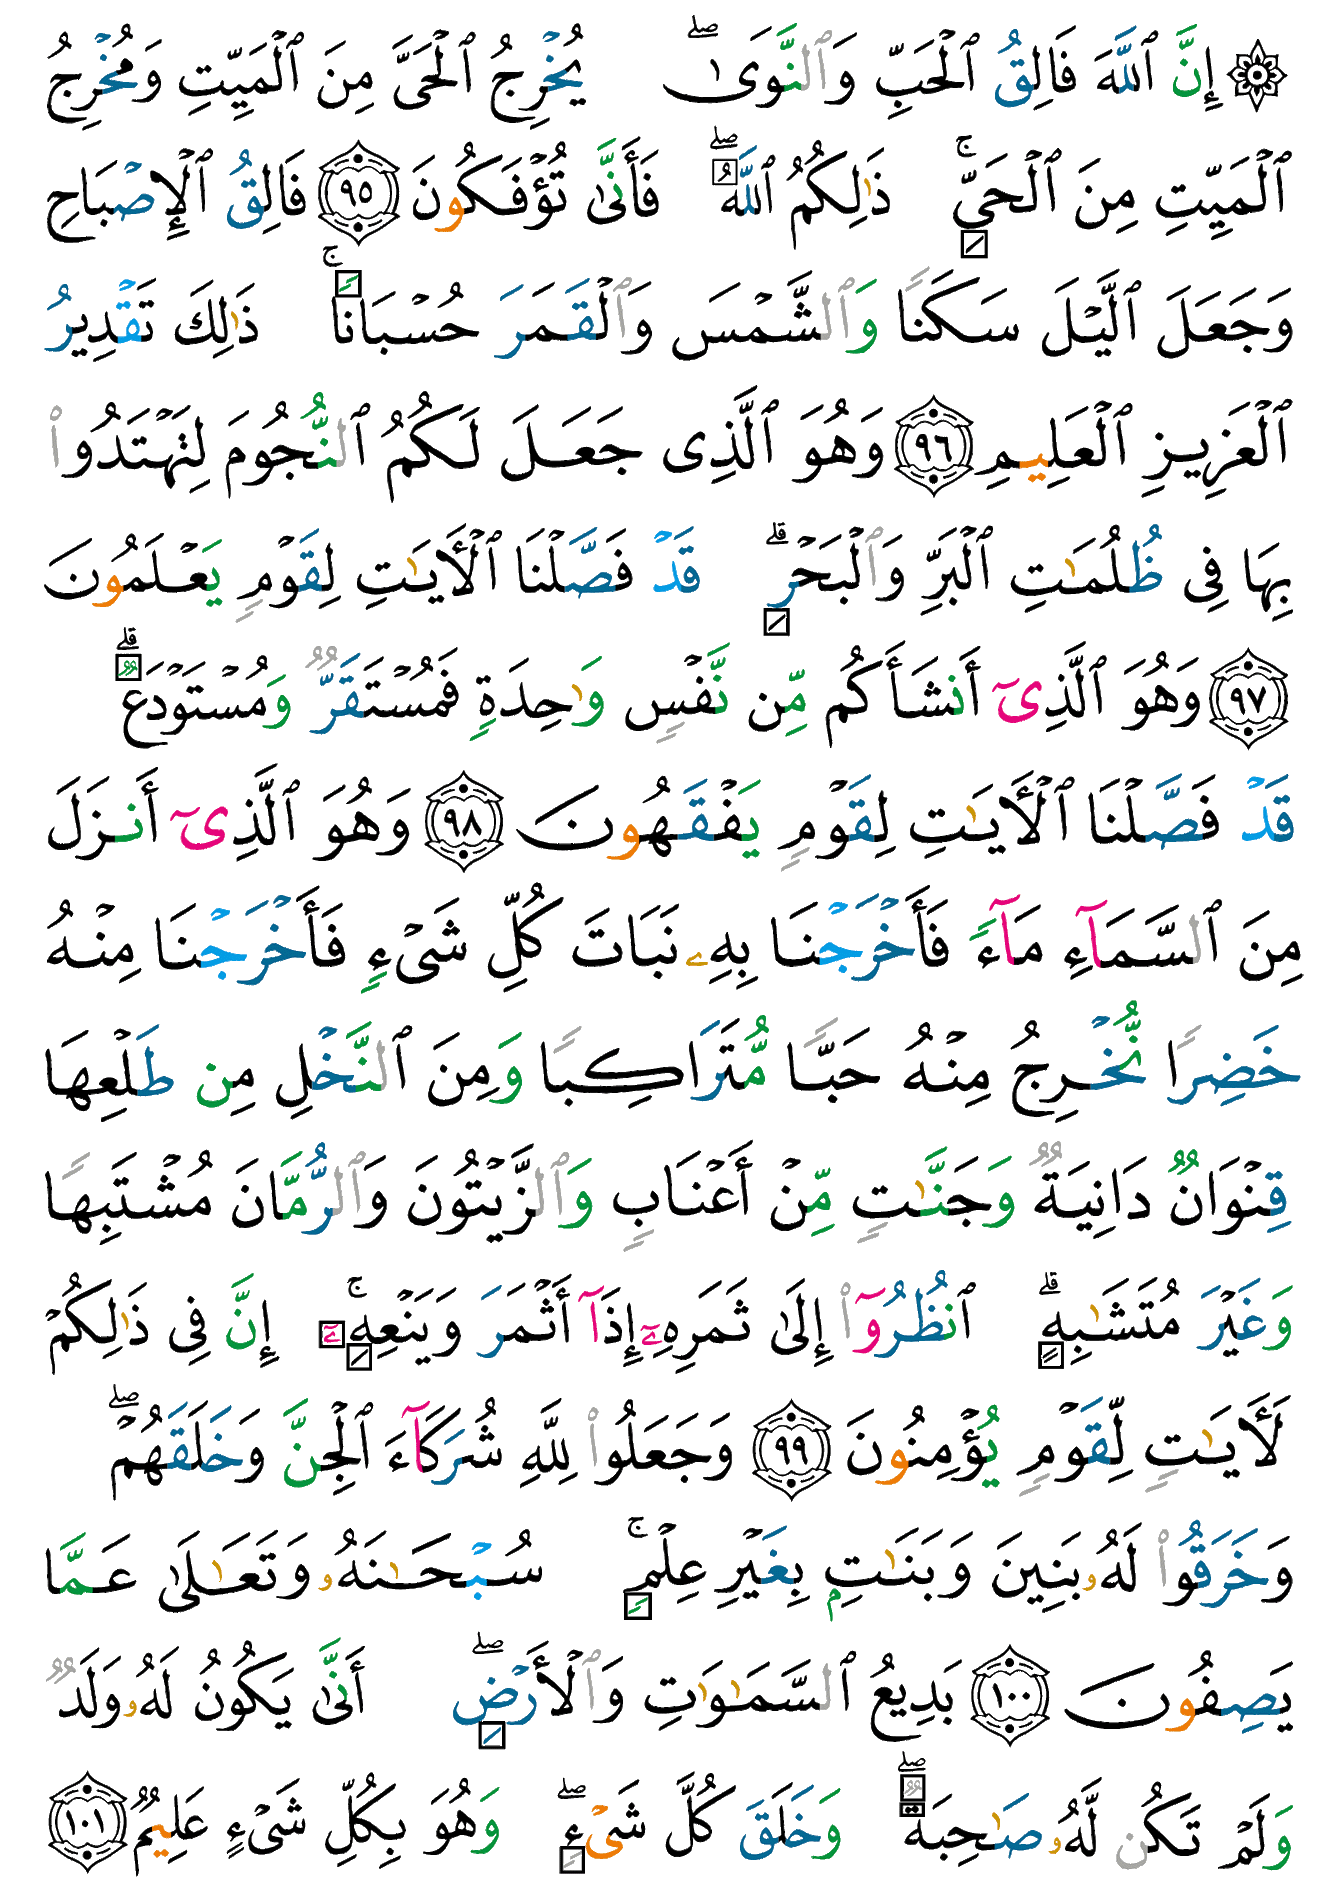 ۞ إِنَّ ٱللَّهَ فَالِقُ ٱلْحَبِّ وَٱلنَّوَىٰ ۖ يُخْرِجُ ٱلْحَىَّ مِنَ ٱلْمَيِّتِ وَمُخْرِجُ
ٱلْمَيِّتِ مِنَ ٱلْحَىِّ ۚ ذَٰلِكُمُ ٱللَّهُ ۖ فَأَنَّىٰ تُؤْفَكُونَ ٩٥ فَالِقُ ٱلْإِصْبَاحِ
وَجَعَلَ ٱلَّيْلَ سَكَنًا وَٱلشَّمْسَ وَٱلْقَمَرَ حُسْبَانًا ۚ ذَٰلِكَ تَقْدِيرُ
ٱلْعَزِيزِ ٱلْعَلِيمِ ٩٦ وَهُوَ ٱلَّذِى جَعَلَ لَكُمُ ٱلنُّجُومَ لِتَهْتَدُوا۟
بِهَا فِى ظُلُمَـٰتِ ٱلْبَرِّ وَٱلْبَحْرِ ۗ قَدْ فَصَّلْنَا ٱلْـَٔايَـٰتِ لِقَوْمٍ يَعْلَمُونَ
٩٧ وَهُوَ ٱلَّذِىٓ أَنشَأَكُم مِّن نَّفْسٍ وَٰحِدَةٍ فَمُسْتَقَرٌّ وَمُسْتَوْدَعٌ ۗ
قَدْ فَصَّلْنَا ٱلْـَٔايَـٰتِ لِقَوْمٍ يَفْقَهُونَ ٩٨ وَهُوَ ٱلَّذِىٓ أَنزَلَ
مِنَ ٱلسَّمَآءِ مَآءً فَأَخْرَجْنَا بِهِۦ نَبَاتَ كُلِّ شَىْءٍ فَأَخْرَجْنَا مِنْهُ
خَضِرًا نُّخْرِجُ مِنْهُ حَبًّا مُّتَرَاكِبًا وَمِنَ ٱلنَّخْلِ مِن طَلْعِهَا
قِنْوَانٌ دَانِيَةٌ وَجَنَّـٰتٍ مِّنْ أَعْنَابٍ وَٱلزَّيْتُونَ وَٱلرُّمَّانَ مُشْتَبِهًا
وَغَيْرَ مُتَشَـٰبِهٍ ۗ ٱنظُرُوٓا۟ إِلَىٰ ثَمَرِهِۦٓ إِذَآ أَثْمَرَ وَيَنْعِهِۦٓ ۚ إِنَّ فِى ذَٰلِكُمْ
لَـَٔايَـٰتٍ لِّقَوْمٍ يُؤْمِنُونَ ٩٩ وَجَعَلُوا۟ لِلَّهِ شُرَكَآءَ ٱلْجِنَّ وَخَلَقَهُمْ ۖ
وَخَرَقُوا۟ لَهُۥ بَنِينَ وَبَنَـٰتٍۭ بِغَيْرِ عِلْمٍ ۚ سُبْحَـٰنَهُۥ وَتَعَـٰلَىٰ عَمَّا
يَصِفُونَ ١٠٠ بَدِيعُ ٱلسَّمَـٰوَٰتِ وَٱلْأَرْضِ ۖ أَنَّىٰ يَكُونُ لَهُۥ وَلَدٌ
وَلَمْ تَكُن لَّهُۥ صَـٰحِبَةٌ ۖ وَخَلَقَ كُلَّ شَىْءٍ ۖ وَهُوَ بِكُلِّ شَىْءٍ عَلِيمٌ ١٠١